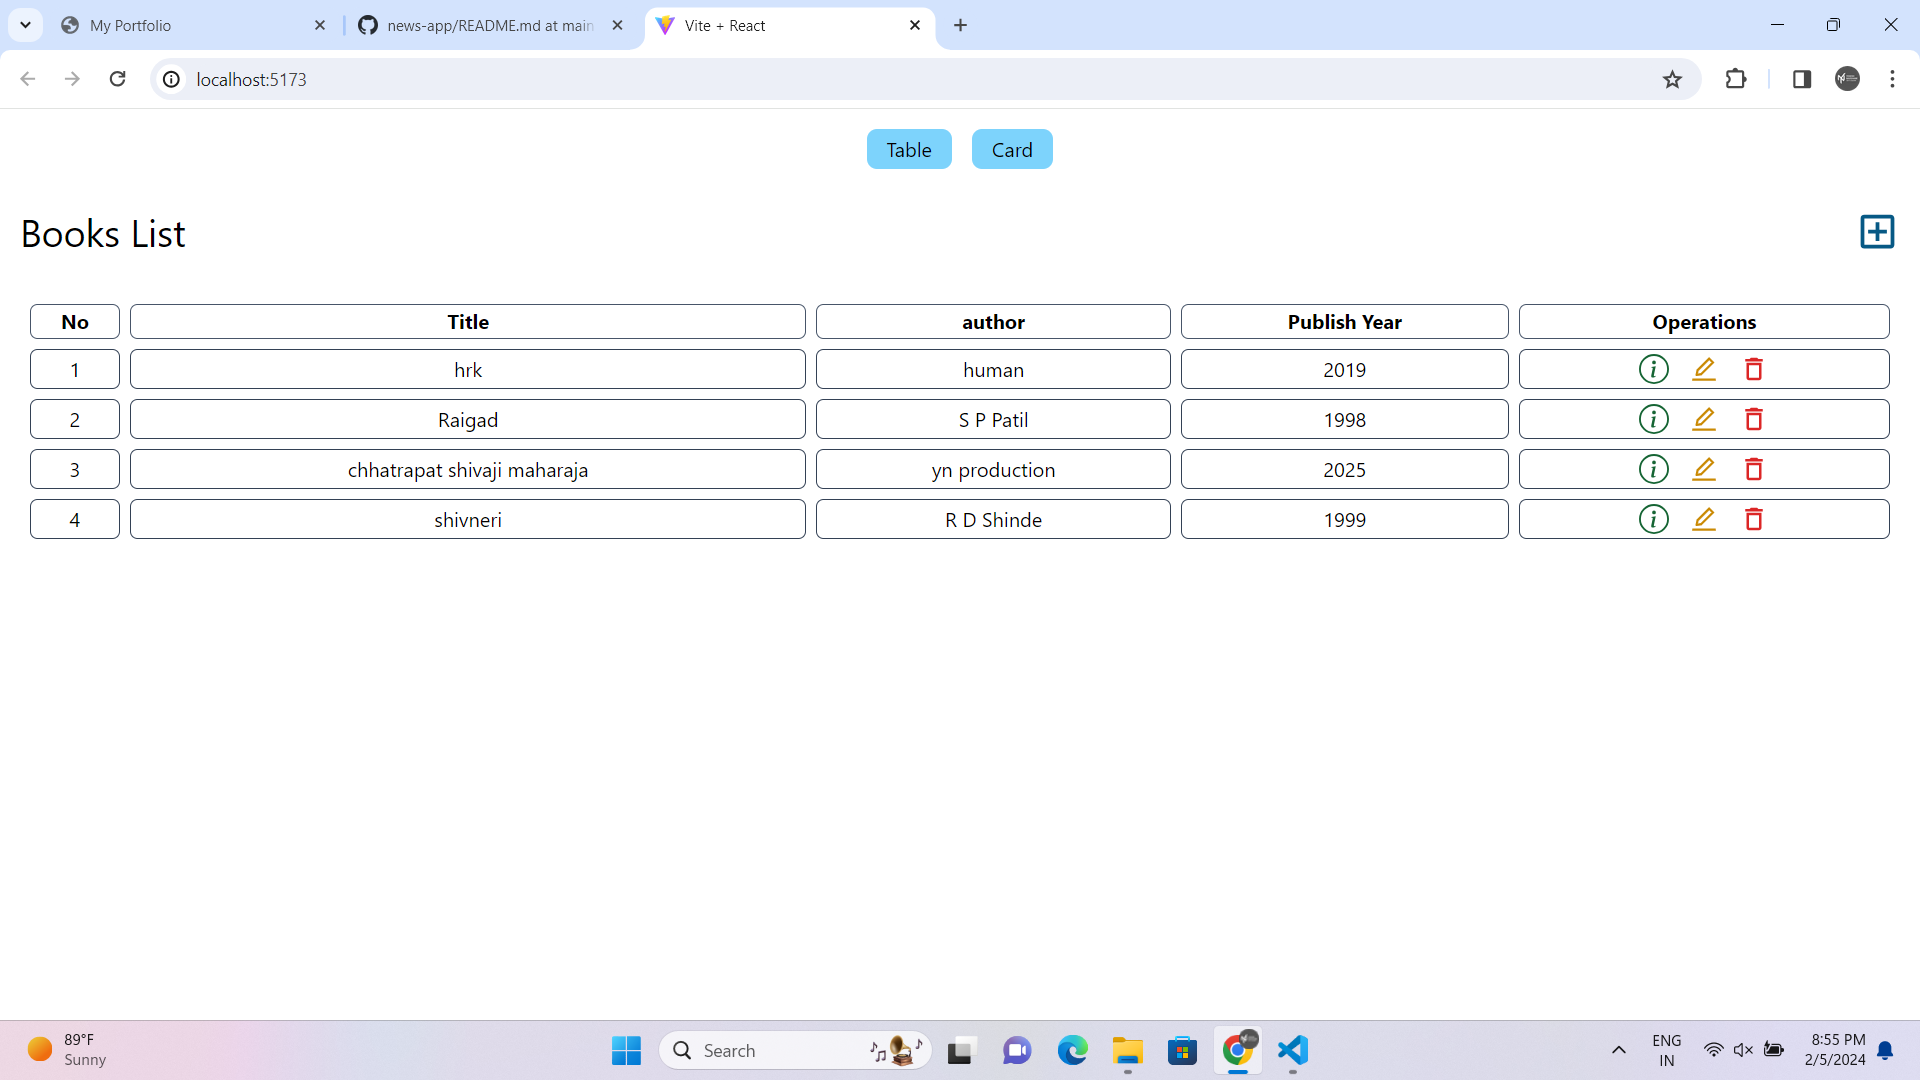 My Portfolio
news-app/README.md at main
Vite + React
localhost:5173
Table Card
Books List
No Title author Publish Year Operations
1 hrk human 2019
2 Raigad S P Patil 1998
3 chhatrapat shivaji maharaja yn production 2025
4 shivneri R D Shinde 1999
89°F
Sunny
Search
ENG
IN
8:55 PM
2/5/2024